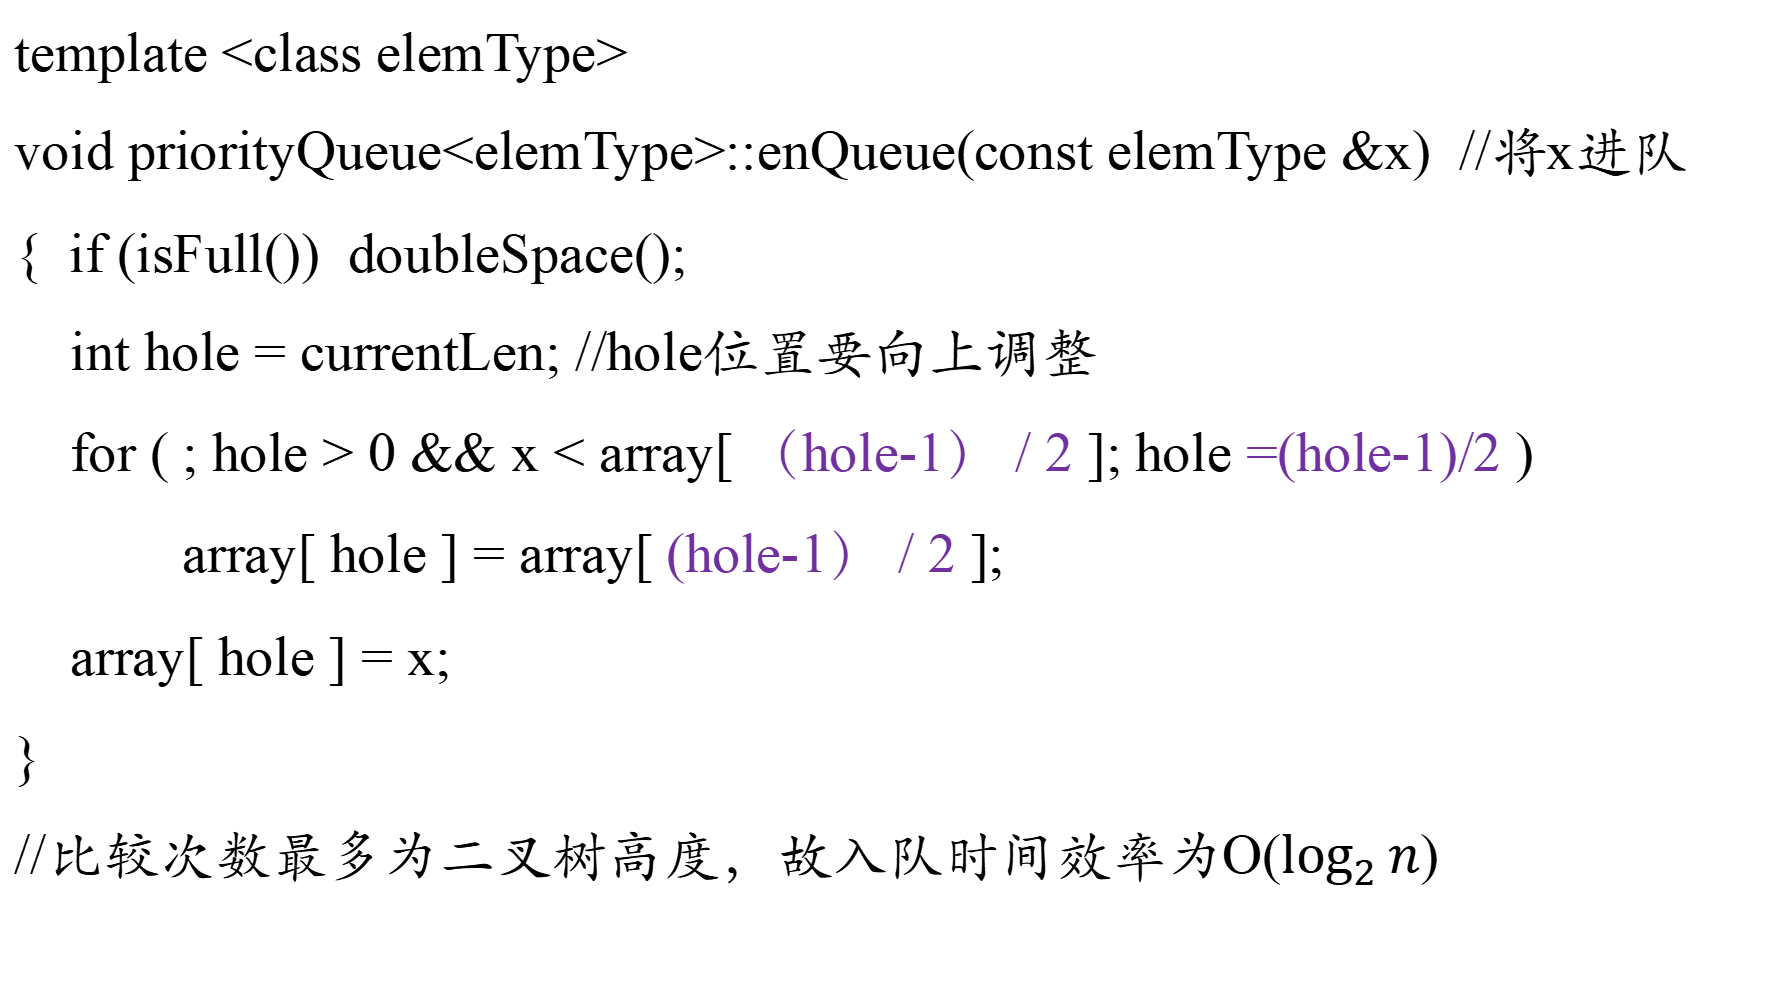 template <class elemType>
void priorityQueue<elemType>::enQueue(const elemType &x)  //将x进队
{  if (isFull())  doubleSpace();
int hole = currentLen; //hole位置要向上调整
for ( ; hole > 0 && x < array[ （hole-1） / 2 ]; hole =(hole-1)/2 )
array[ hole ] = array[ (hole-1） / 2 ];
array[ hole ] = x;
}
//比较次数最多为二叉树高度，故入队时间效率为O(log₂ n)